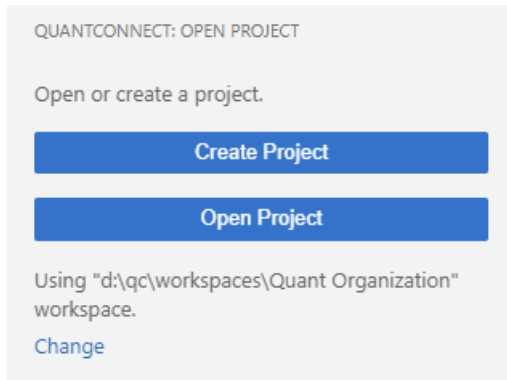 QUANTCONNECT: OPEN PROJECT
Open or create a project.
Create Project
Open Project
Using "d:\qc\workspaces\Quant Organization"
workspace.
Change